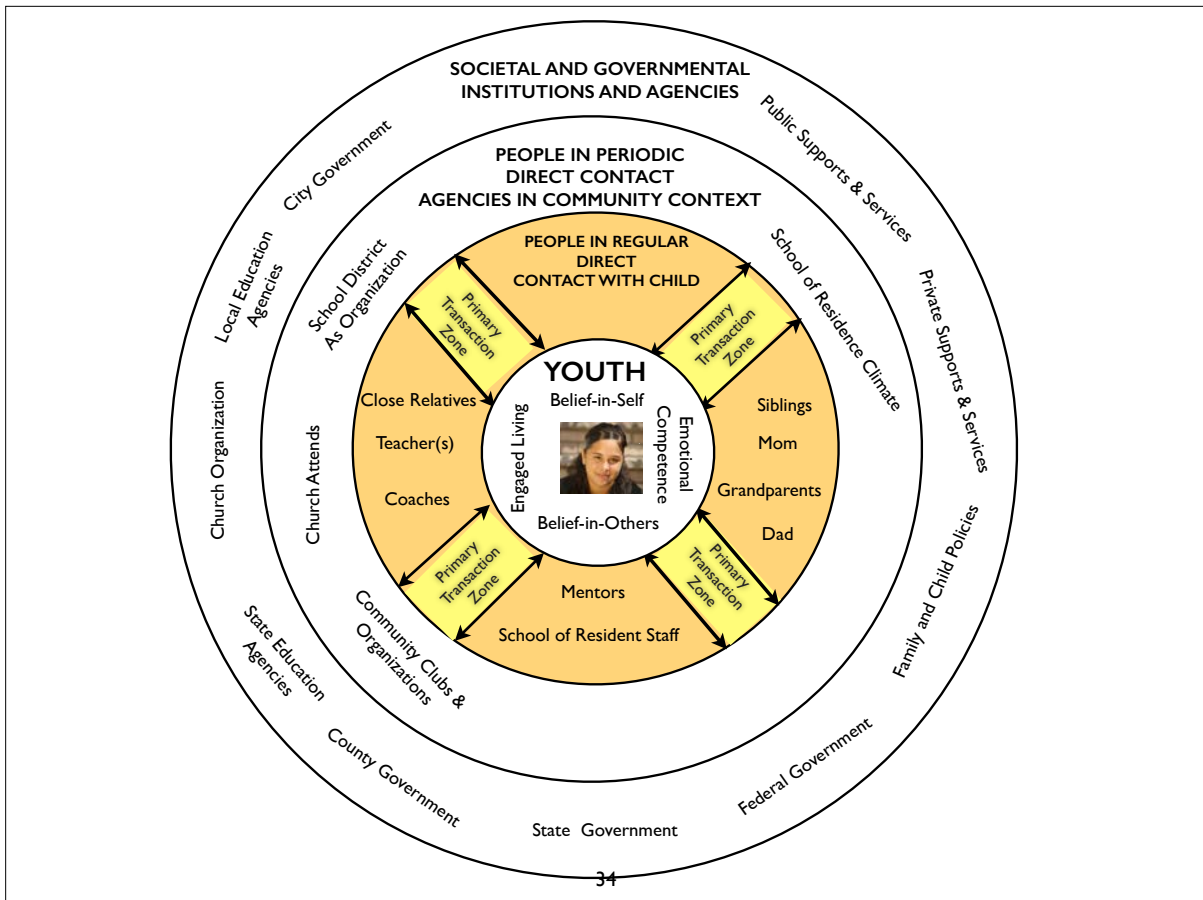 SOCIETAL AND GOVERNMENTAL
INSTITUTIONS AND AGENCIES
City Government
Public Supports & Services
Local Education
Agencies
Private Supports & Services
Church Organization
Family and Child Policies
State Education
Agencies
County Government
State Government
Federal Government
PEOPLE IN PERIODIC
DIRECT CONTACT
AGENCIES IN COMMUNITY CONTEXT
School District
As Organization
School of Residence Climate
Church Attends
Community Clubs &
Organizations
PEOPLE IN REGULAR
DIRECT
CONTACT WITH CHILD
Primary
Transaction
Zone
Primary
Transaction
Zone
Close Relatives
Teacher(s)
Coaches
Siblings
Mom
Grandparents
Dad
Primary
Transaction
Zone
Primary
Transaction
Zone
Mentors
School of Resident Staff
YOUTH
Belief-in-Self
Engaged Living
Emotional
Competence
Belief-in-Others
34